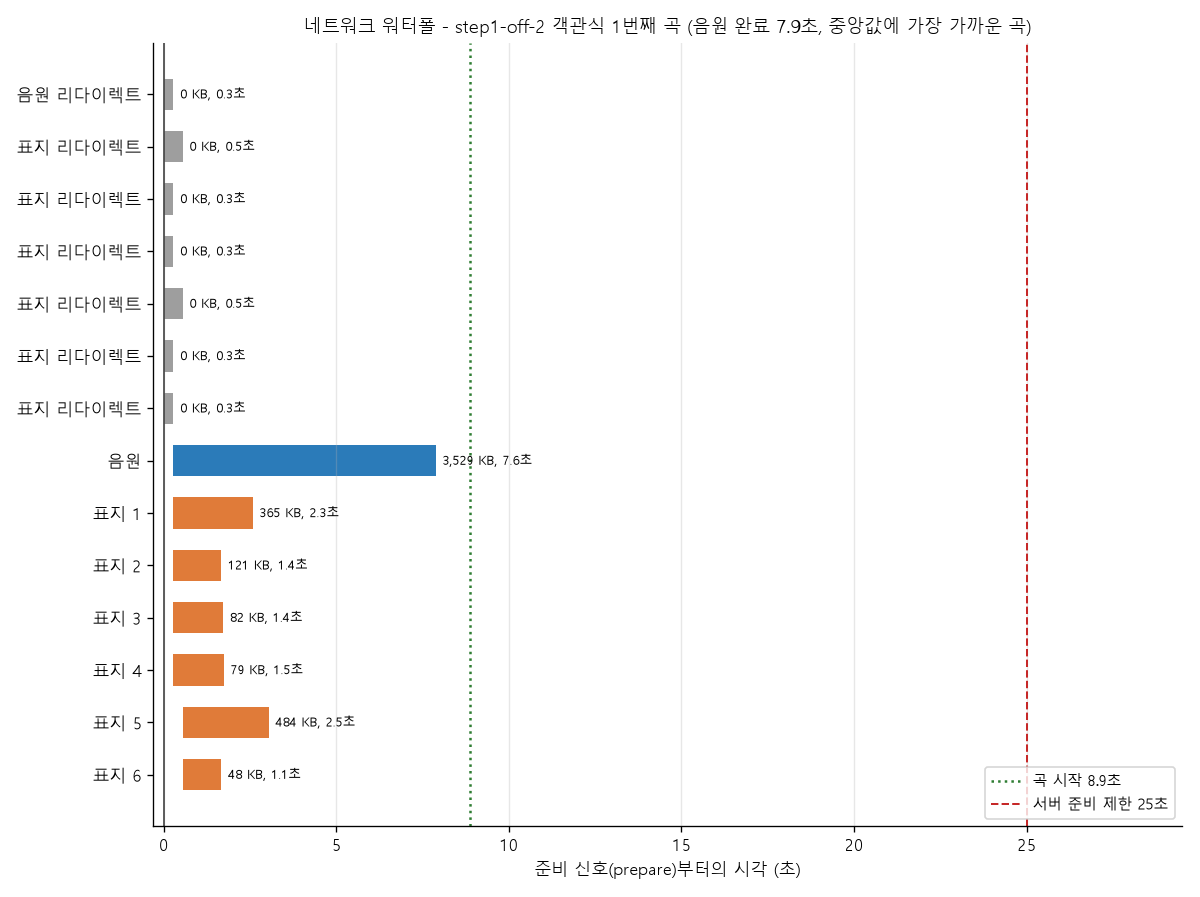 네트워크 워터폴 - step1-off-2 객관식 1번째 곡 (음원 완료 7.9초, 중앙값에 가장 가까운 곡)
음원 리다이렉트
0 KB, 0.3초
표지 리다이렉트
0 KB, 0.5초
표지 리다이렉트
0 KB, 0.3초
표지 리다이렉트
0 KB, 0.3초
표지 리다이렉트
0 KB, 0.5초
표지 리다이렉트
0 KB, 0.3초
표지 리다이렉트
0 KB, 0.3초
음원
3,529 KB, 7.6초
표지 1
365 KB, 2.3초
표지 2
121 KB, 1.4초
표지 3
82 KB, 1.4초
표지 4
79 KB, 1.5초
표지 5
484 KB, 2.5초
표지 6
48 KB, 1.1초
곡 시작 8.9초
서버 준비 제한 25초
0 5 10 15 20 25
준비 신호(prepare)부터의 시각 (초)